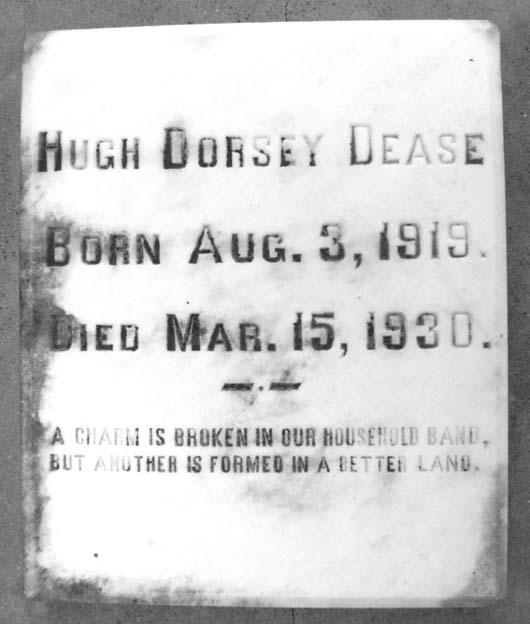 HUGH DORSEY DEASE
BORN AUG. 3, 1919.
DIED MAR. 15, 1930.
A CHARM IS BROKEN IN OUR HOUSEHOLD BAND,
BUT ANOTHER IS FORMED IN A BETTER LAND.